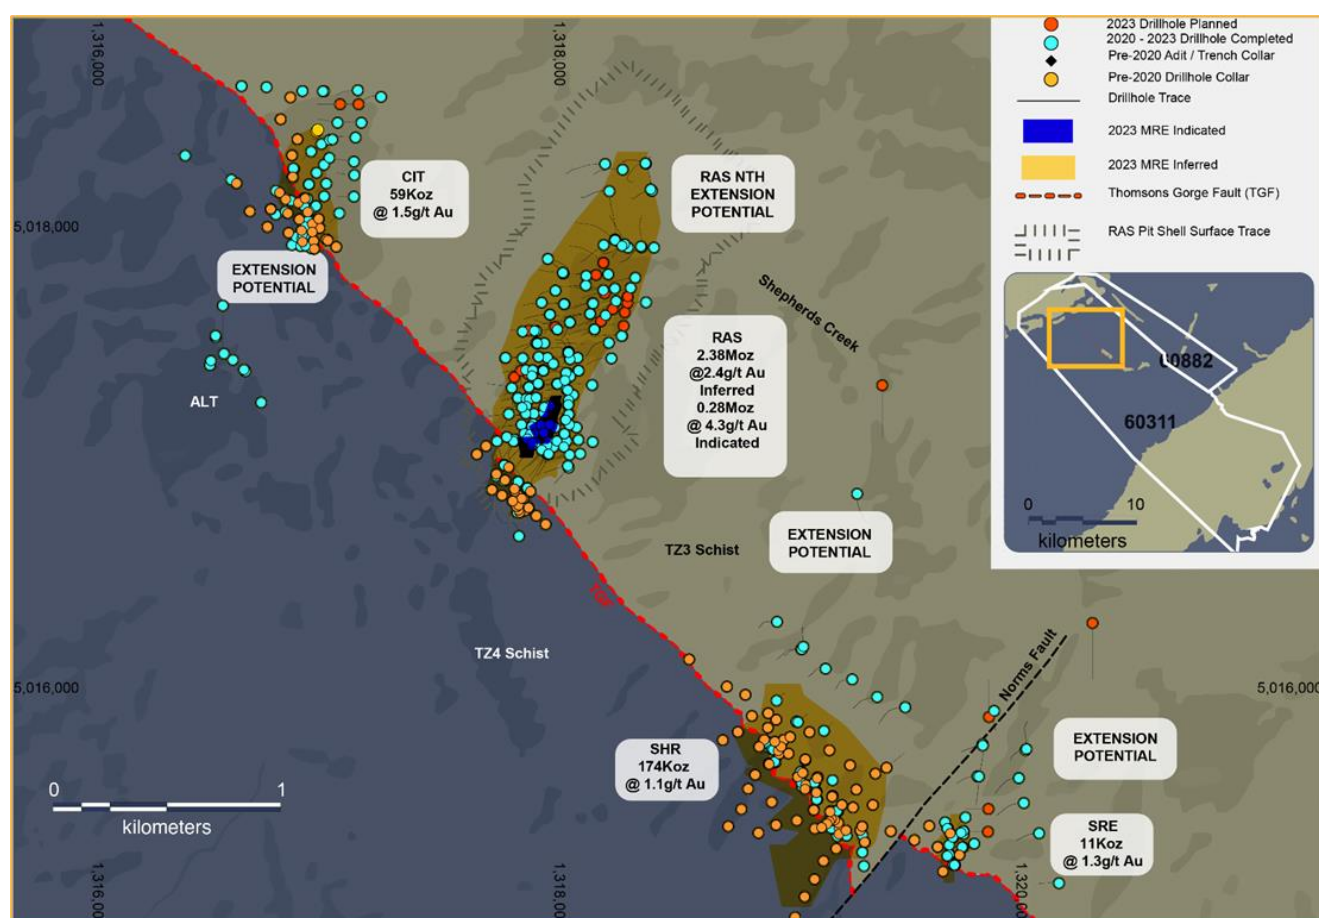 1,316,000
1,318,000
2023 Drillhole Planned
2020 - 2023 Drillhole Completed
Pre-2020 Adit / Trench Collar
Pre-2020 Drillhole Collar
Drillhole Trace
2023 MRE Indicated
2023 MRE Inferred
Thomsons Gorge Fault (TGF)
RAS Pit Shell Surface Trace
CIT
59Koz
@ 1.5g/t Au
RAS NTH
EXTENSION
POTENTIAL
5,018,000
EXTENSION
POTENTIAL
Shepherds Creek
RAS
2.38Moz
@2.4g/t Au
Inferred
0.28Moz
@ 4.3g/t Au
Indicated
ALT
60882
60311
0 10
kilometers
EXTENSION
POTENTIAL
TZ3 Schist
TGF
TZ4 Schist
Norms Fault
5,016,000
5,016,000
EXTENSION
POTENTIAL
SHR
174Koz
@ 1.1g/t Au
0 1
kilometers
SRE
11Koz
@ 1.3g/t Au
1,316,00
1,318,000
1,320,00